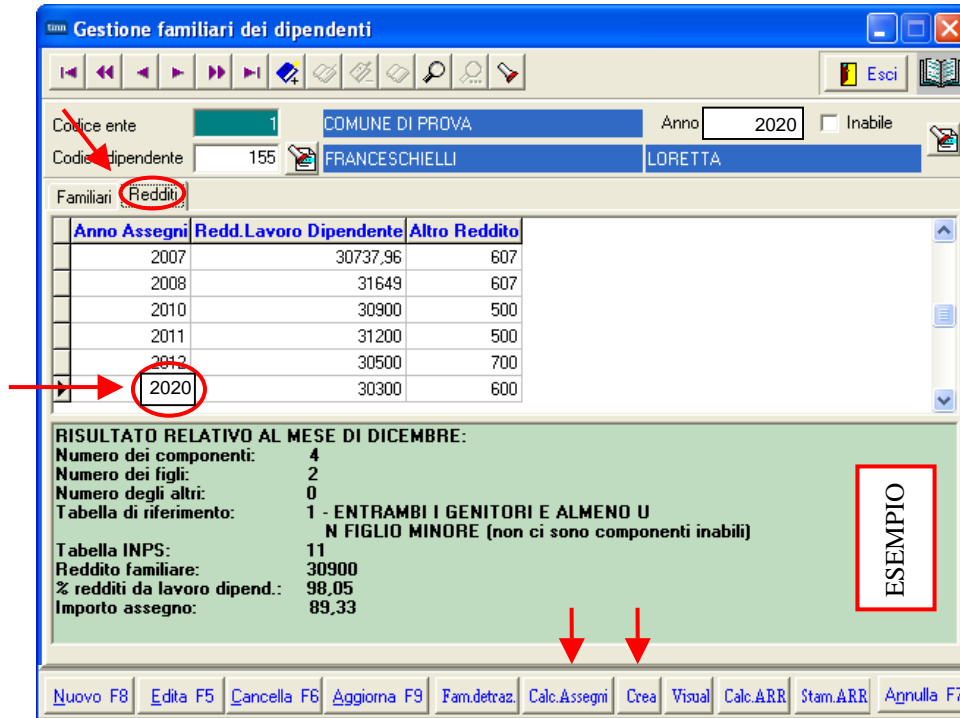 tinn Gestione familiari dei dipendenti
Esci
Codice ente 1 COMUNE DI PROVA Anno 2020 Inabile
Codice dipendente 155 FRANCESCHIELLI LORETTA
Familiari Redditi
Anno Assegni Redd.Lavoro Dipendente Altro Reddito
2007 30737,96 607
2008 31649 607
2010 30900 500
2011 31200 500
2012 30500 700
2020 30300 600
RISULTATO RELATIVO AL MESE DI DICEMBRE:
Numero dei componenti: 4
Numero dei figli: 2
Numero degli altri: 0
Tabella di riferimento: 1 - ENTRAMBI I GENITORI E ALMENO U
N FIGLIO MINORE (non ci sono componenti inabili)
Tabella INPS: 11
Reddito familiare: 30900
% redditi da lavoro dipend.: 98,05
Importo assegno: 89,33
ESEMPIO
Nuovo F8 Edita F5 Cancella F6 Aggiorna F9 Fam.detraz. Calc.Assegni Crea Visual Calc.ARR Stam.ARR Annulla F7